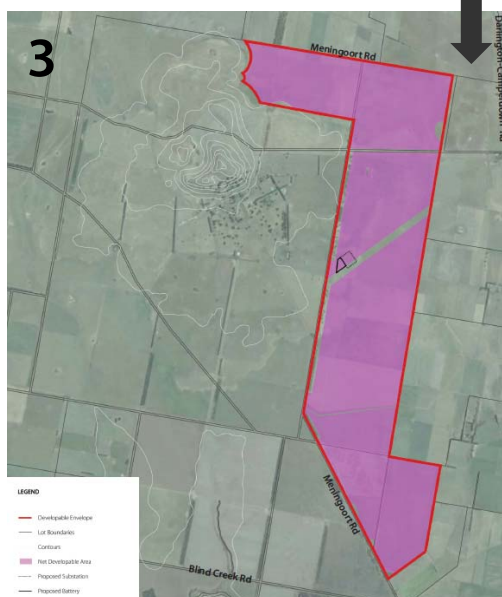 3
Meningoort Rd
Darlington-Camperdown Rd
Meningoort Rd
Blind Creek Rd
LEGEND
Developable Envelope
Lot Boundaries
Contours
Net Developable Area
Proposed Substation
Proposed Battery